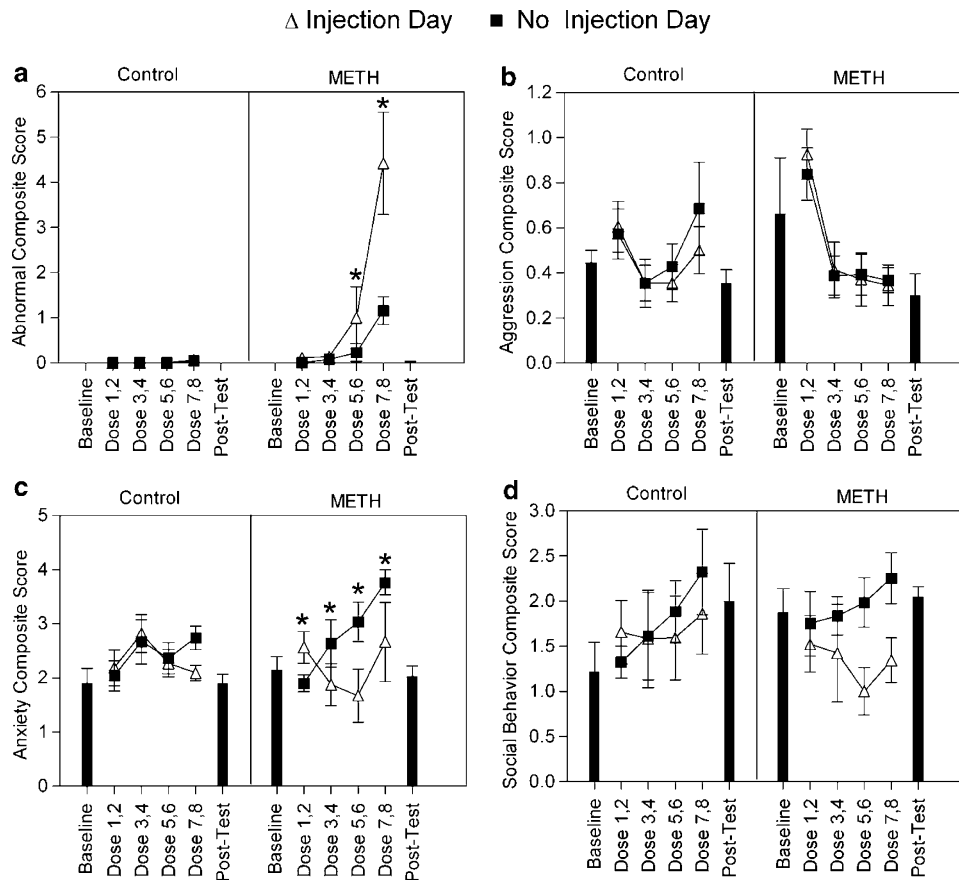 △ Injection Day ■ No Injection Day
a
Control METH
Abnormal Composite Score
6
5
4
3
2
1
0
* *
Baseline Dose 1,2 Dose 3,4 Dose 5,6 Dose 7,8 Post-Test Baseline Dose 1,2 Dose 3,4 Dose 5,6 Dose 7,8 Post-Test
b
Control METH
Aggression Composite Score
1.2
1.0
0.8
0.6
0.4
0.2
0.0
Baseline Dose 1,2 Dose 3,4 Dose 5,6 Dose 7,8 Post-Test Baseline Dose 1,2 Dose 3,4 Dose 5,6 Dose 7,8 Post-Test
c
Control METH
Anxiety Composite Score
5
4
3
2
1
0
* * * *
Baseline Dose 1,2 Dose 3,4 Dose 5,6 Dose 7,8 Post-Test Baseline Dose 1,2 Dose 3,4 Dose 5,6 Dose 7,8 Post-Test
d
Control METH
Social Behavior Composite Score
3.0
2.5
2.0
1.5
1.0
0.5
0.0
Baseline Dose 1,2 Dose 3,4 Dose 5,6 Dose 7,8 Post-Test Baseline Dose 1,2 Dose 3,4 Dose 5,6 Dose 7,8 Post-Test